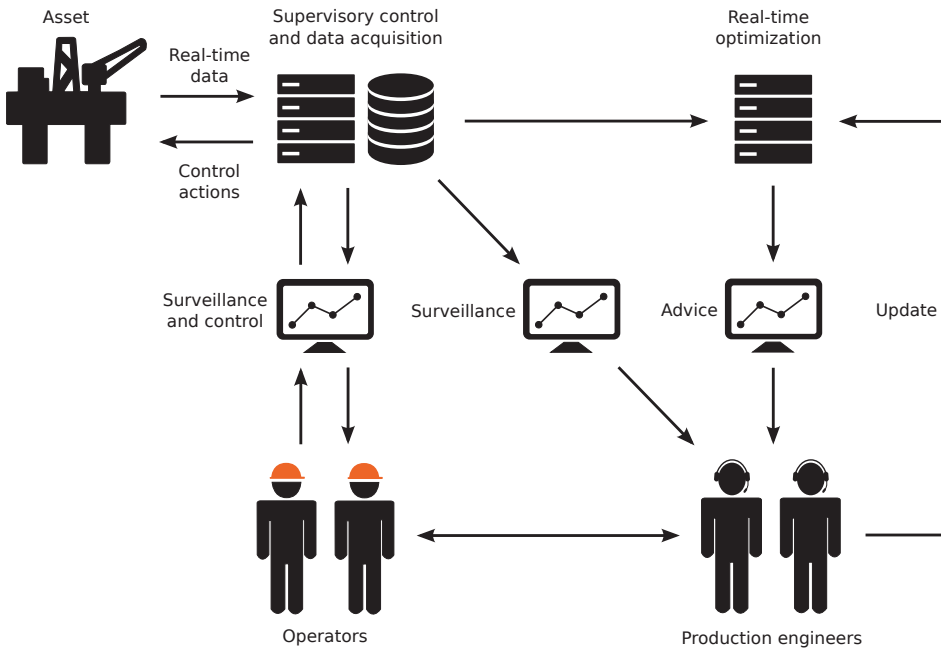 Asset
Supervisory control
and data acquisition
Real-time
optimization
Real-time
data
Control
actions
Surveillance
and control
Surveillance
Advice
Update
Operators
Production engineers